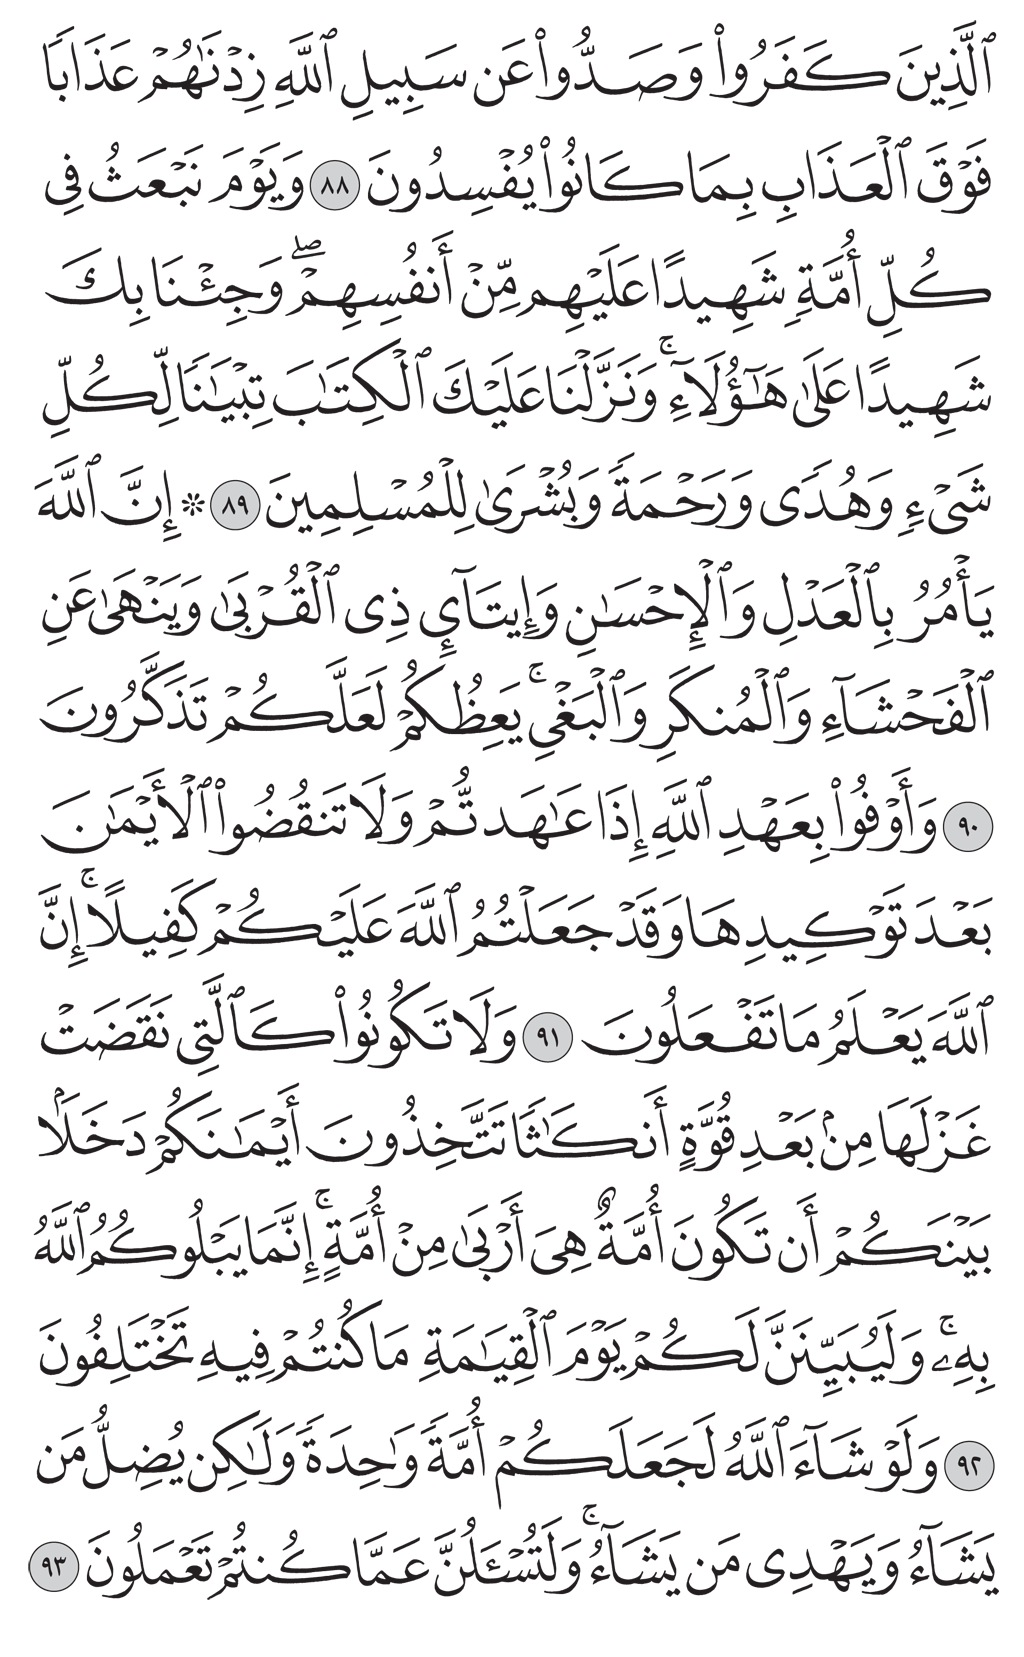 ٱلَّذِينَ كَفَرُوا۟ وَصَدُّوا۟ عَن سَبِيلِ ٱللَّهِ زِدْنَٰهُمْ عَذَابًا
فَوْقَ ٱلْعَذَابِ بِمَا كَانُوا۟ يُفْسِدُونَ ٨٨ وَيَوْمَ نَبْعَثُ فِى
كُلِّ أُمَّةٍ شَهِيدًا عَلَيْهِم مِّنْ أَنفُسِهِمْ ۖ وَجِئْنَا بِكَ
شَهِيدًا عَلَىٰ هَٰٓؤُلَآءِ ۚ وَنَزَّلْنَا عَلَيْكَ ٱلْكِتَٰبَ تِبْيَٰنًا لِّكُلِّ
شَىْءٍ وَهُدًى وَرَحْمَةً وَبُشْرَىٰ لِلْمُسْلِمِينَ ٨٩ ۞ إِنَّ ٱللَّهَ
يَأْمُرُ بِٱلْعَدْلِ وَٱلْإِحْسَٰنِ وَإِيتَآئِ ذِى ٱلْقُرْبَىٰ وَيَنْهَىٰ عَنِ
ٱلْفَحْشَآءِ وَٱلْمُنكَرِ وَٱلْبَغْىِ ۚ يَعِظُكُمْ لَعَلَّكُمْ تَذَكَّرُونَ
٩٠ وَأَوْفُوا۟ بِعَهْدِ ٱللَّهِ إِذَا عَٰهَدتُّمْ وَلَا تَنقُضُوا۟ ٱلْأَيْمَٰنَ
بَعْدَ تَوْكِيدِهَا وَقَدْ جَعَلْتُمُ ٱللَّهَ عَلَيْكُمْ كَفِيلًا ۚ إِنَّ
ٱللَّهَ يَعْلَمُ مَا تَفْعَلُونَ ٩١ وَلَا تَكُونُوا۟ كَٱلَّتِى نَقَضَتْ
غَزْلَهَا مِنۢ بَعْدِ قُوَّةٍ أَنكَٰثًا تَتَّخِذُونَ أَيْمَٰنَكُمْ دَخَلًۢا
بَيْنَكُمْ أَن تَكُونَ أُمَّةٌ هِىَ أَرْبَىٰ مِنْ أُمَّةٍ ۚ إِنَّمَا يَبْلُوكُمُ ٱللَّهُ
بِهِۦ ۚ وَلَيُبَيِّنَنَّ لَكُمْ يَوْمَ ٱلْقِيَٰمَةِ مَا كُنتُمْ فِيهِ تَخْتَلِفُونَ
٩٢ وَلَوْ شَآءَ ٱللَّهُ لَجَعَلَكُمْ أُمَّةً وَٰحِدَةً وَلَٰكِن يُضِلُّ مَن
يَشَآءُ وَيَهْدِى مَن يَشَآءُ ۚ وَلَتُسْـَٔلُنَّ عَمَّا كُنتُمْ تَعْمَلُونَ ٩٣